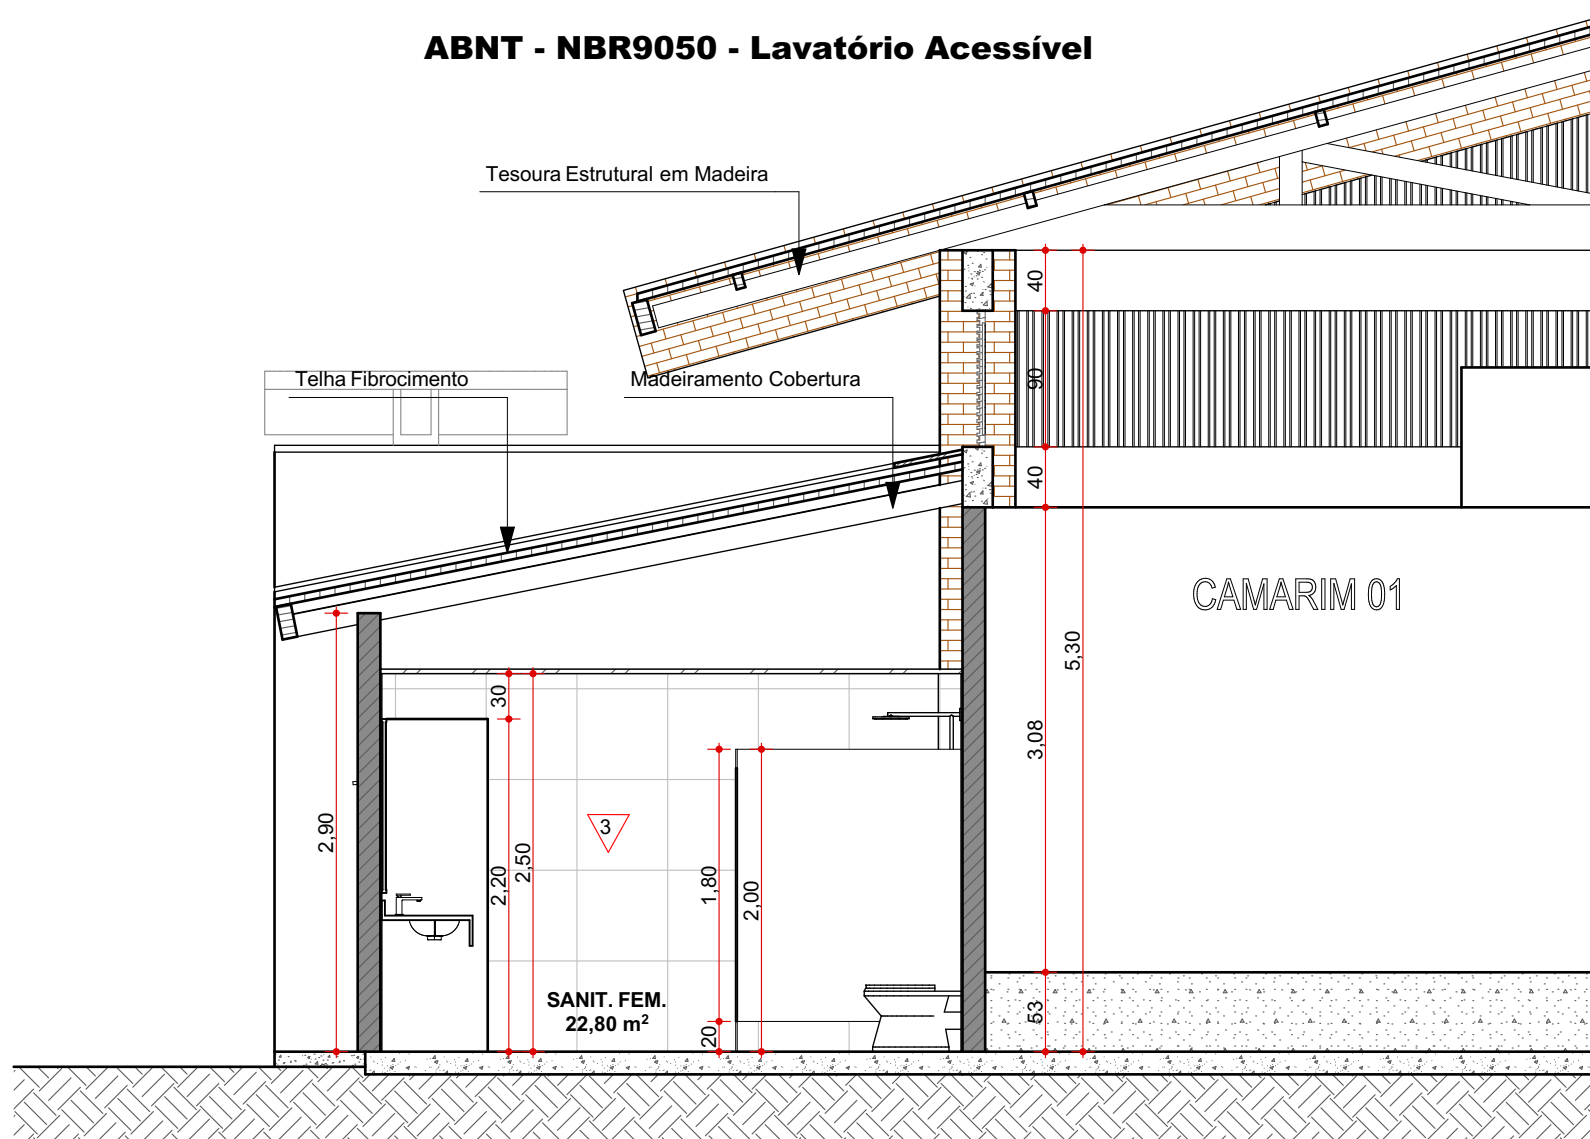 ABNT - NBR9050 - Lavatório Acessível
Tesoura Estrutural em Madeira
40
Telha Fibrocimento
Madeiramento Cobertura
90
40
CAMARIM 01
5,30
30
3,08
3
2,90
2,50
2,20
1,80
2,00
SANIT. FEM.
22,80 m²
53
20